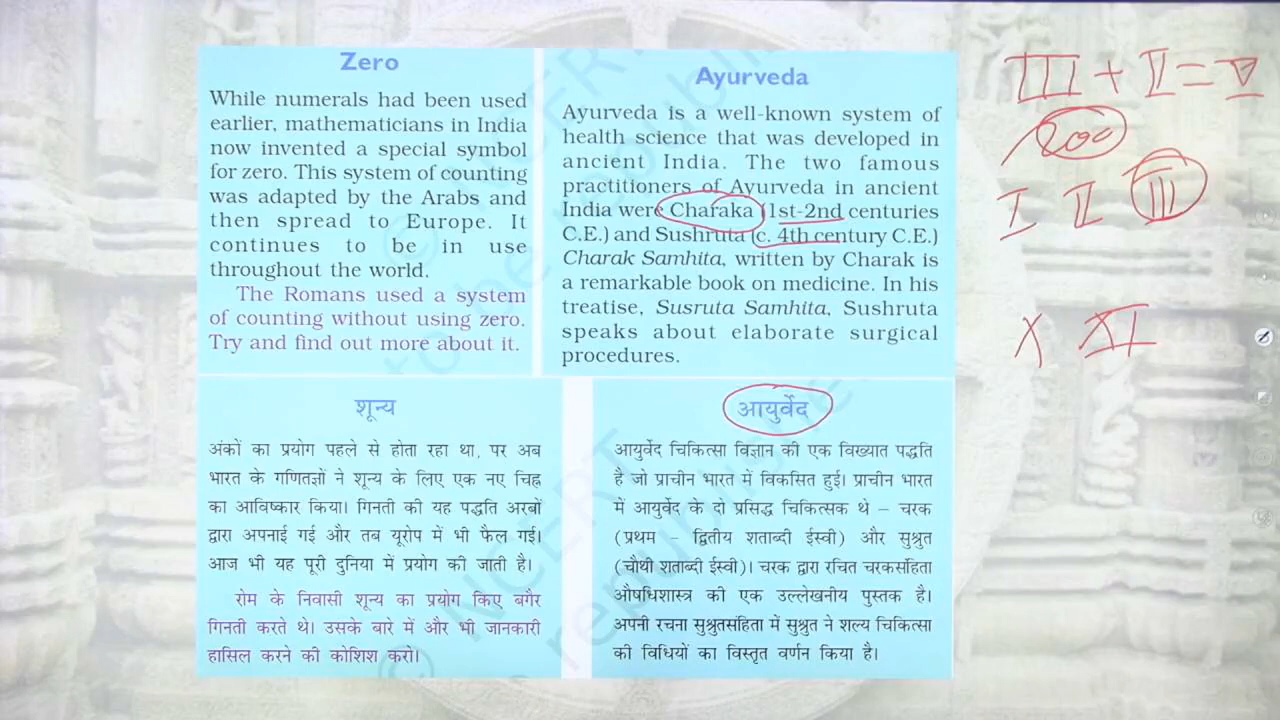 Zero
While numerals had been used
earlier, mathematicians in India
now invented a special symbol
for zero. This system of counting
was adapted by the Arabs and
then spread to Europe. It
continues to be in use
throughout the world.
The Romans used a system
of counting without using zero.
Try and find out more about it.
Ayurveda
Ayurveda is a well-known system of
health science that was developed in
ancient India. The two famous
practitioners of Ayurveda in ancient
India were Charaka (1st-2nd centuries
C.E.) and Sushruta (c. 4th century C.E.)
Charak Samhita, written by Charak is
a remarkable book on medicine. In his
treatise, Susruta Samhita, Sushruta
speaks about elaborate surgical
procedures.
III + II = V
200
I II III
X XI
शून्य
अंकों का प्रयोग पहले से होता रहा था, पर अब
भारत के गणितज्ञों ने शून्य के लिए एक नए चिह्न
का आविष्कार किया। गिनती की यह पद्धति अरबों
द्वारा अपनाई गई और तब यूरोप में भी फैल गई।
आज भी यह पूरी दुनिया में प्रयोग की जाती है।
रोम के निवासी शून्य का प्रयोग किए बगैर
गिनती करते थे। उसके बारे में और भी जानकारी
हासिल करने की कोशिश करो।
आयुर्वेद
आयुर्वेद चिकित्सा विज्ञान की एक विख्यात पद्धति
है जो प्राचीन भारत में विकसित हुई। प्राचीन भारत
में आयुर्वेद के दो प्रसिद्ध चिकित्सक थे – चरक
(प्रथम – द्वितीय शताब्दी ईस्वी) और सुश्रुत
(चौथी शताब्दी ईस्वी)। चरक द्वारा रचित चरकसंहिता
औषधिशास्त्र की एक उल्लेखनीय पुस्तक है।
अपनी रचना सुश्रुतसंहिता में सुश्रुत ने शल्य चिकित्सा
की विधियों का विस्तृत वर्णन किया है।